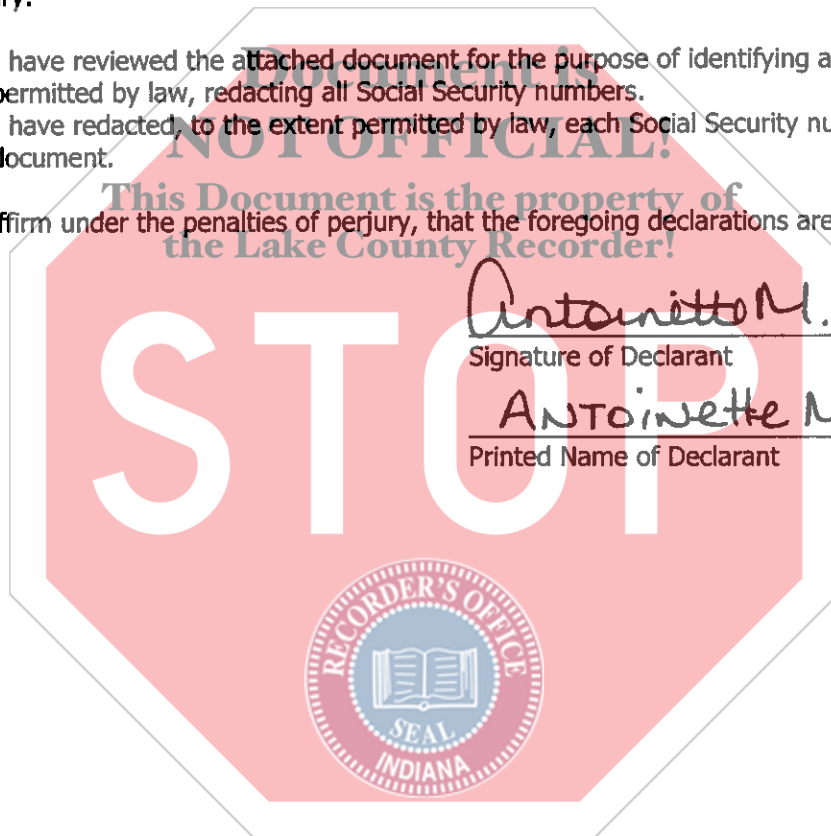 ry.
Document is
have reviewed the attached document for the purpose of identifying a
permitted by law, redacting all Social Security numbers.
have redacted, to the extent permitted by law, each Social Security nu
NOT OFFICIAL!
document.
This Document is the property of
ffirm under the penalties of perjury, that the foregoing declarations are
the Lake County Recorder!
Antoinette M.
Signature of Declarant
ANTOiNette M
Printed Name of Declarant
STOP
RECORDER'S OFFICE
SEAL
INDIANA